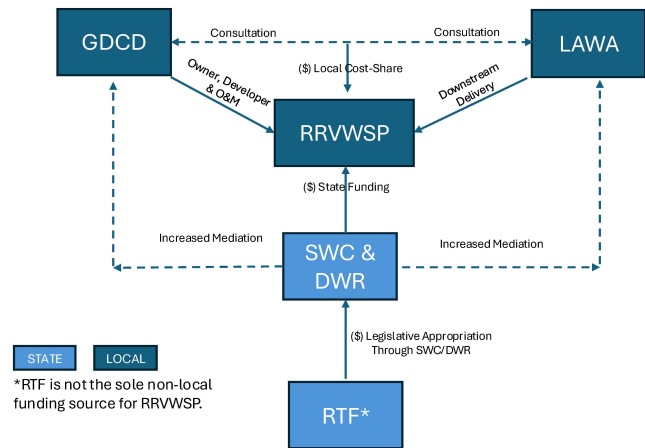 GDCD
Consultation
Consultation
LAWA
($) Local Cost-Share
Owner, Developer
& O&M
Downstream
Delivery
RRVWSP
($) State Funding
Increased Mediation
SWC &
DWR
Increased Mediation
($) Legislative Appropriation
Through SWC/DWR
STATE
LOCAL
*RTF is not the sole non-local
funding source for RRVWSP.
RTF*